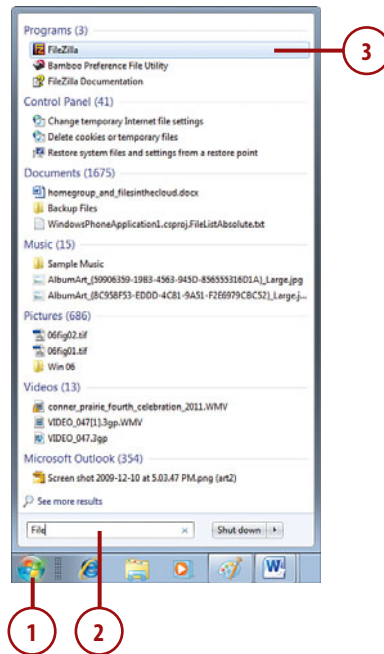 Programs (3)
FileZilla
Bamboo Preference File Utility
FileZilla Documentation
Control Panel (41)
Change temporary Internet file settings
Delete cookies or temporary files
Restore system files and settings from a restore point
Documents (1675)
homegroup_and_filesinthecloud.docx
Backup Files
WindowsPhoneApplication1.csproj.FileListAbsolute.txt
Music (15)
Sample Music
AlbumArt_{59906359-19B3-4563-945D-856555316D1A}_Large.jpg
AlbumArt_{8C958F53-EDDD-4C81-9A51-F2E6979CBC52}_Large.j...
Pictures (686)
06fig02.tif
06fig01.tif
Win 06
Videos (13)
conner_prairie_fourth_celebration_2011.WMV
VIDEO_047[1].3gp.WMV
VIDEO_047.3gp
Microsoft Outlook (354)
Screen shot 2009-12-10 at 5.03.47 PM.png (art2)
See more results
File
Shut down
3
1
2